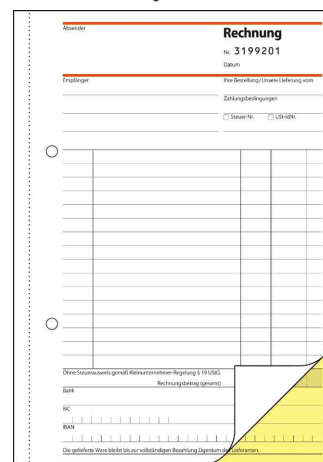 Absender
Rechnung
Nr. 3199201
Datum
Empfänger
Ihre Bestellung/Unsere Lieferung vom
Zahlungsbedingungen
Steuer-Nr. USt-IdNr.
Ohne Steuerausweis gemäß Kleinunternehmer-Regelung § 19 UStG.
Rechnungsbetrag (gesamt)
Bank
BIC
IBAN
Die gelieferte Ware bleibt bis zur vollständigen Bezahlung Eigentum des Lieferanten.